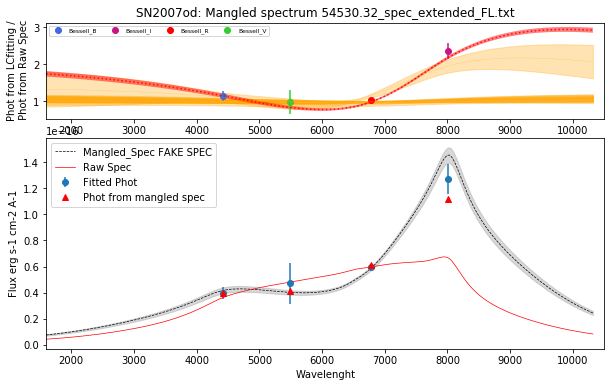 SN2007od: Mangled spectrum 54530.32_spec_extended_FL.txt
Phot from LCfitting /
Phot from Raw Spec
3
2
1
Bessell_B
Bessell_I
Bessell_R
Bessell_V
2000 3000 4000 5000 6000 7000 8000 9000 10000
1e−16
Flux erg s-1 cm-2 A-1
1.4
1.2
1.0
0.8
0.6
0.4
0.2
0.0
Mangled_Spec FAKE SPEC
Raw Spec
Fitted Phot
Phot from mangled spec
2000 3000 4000 5000 6000 7000 8000 9000 10000
Wavelenght